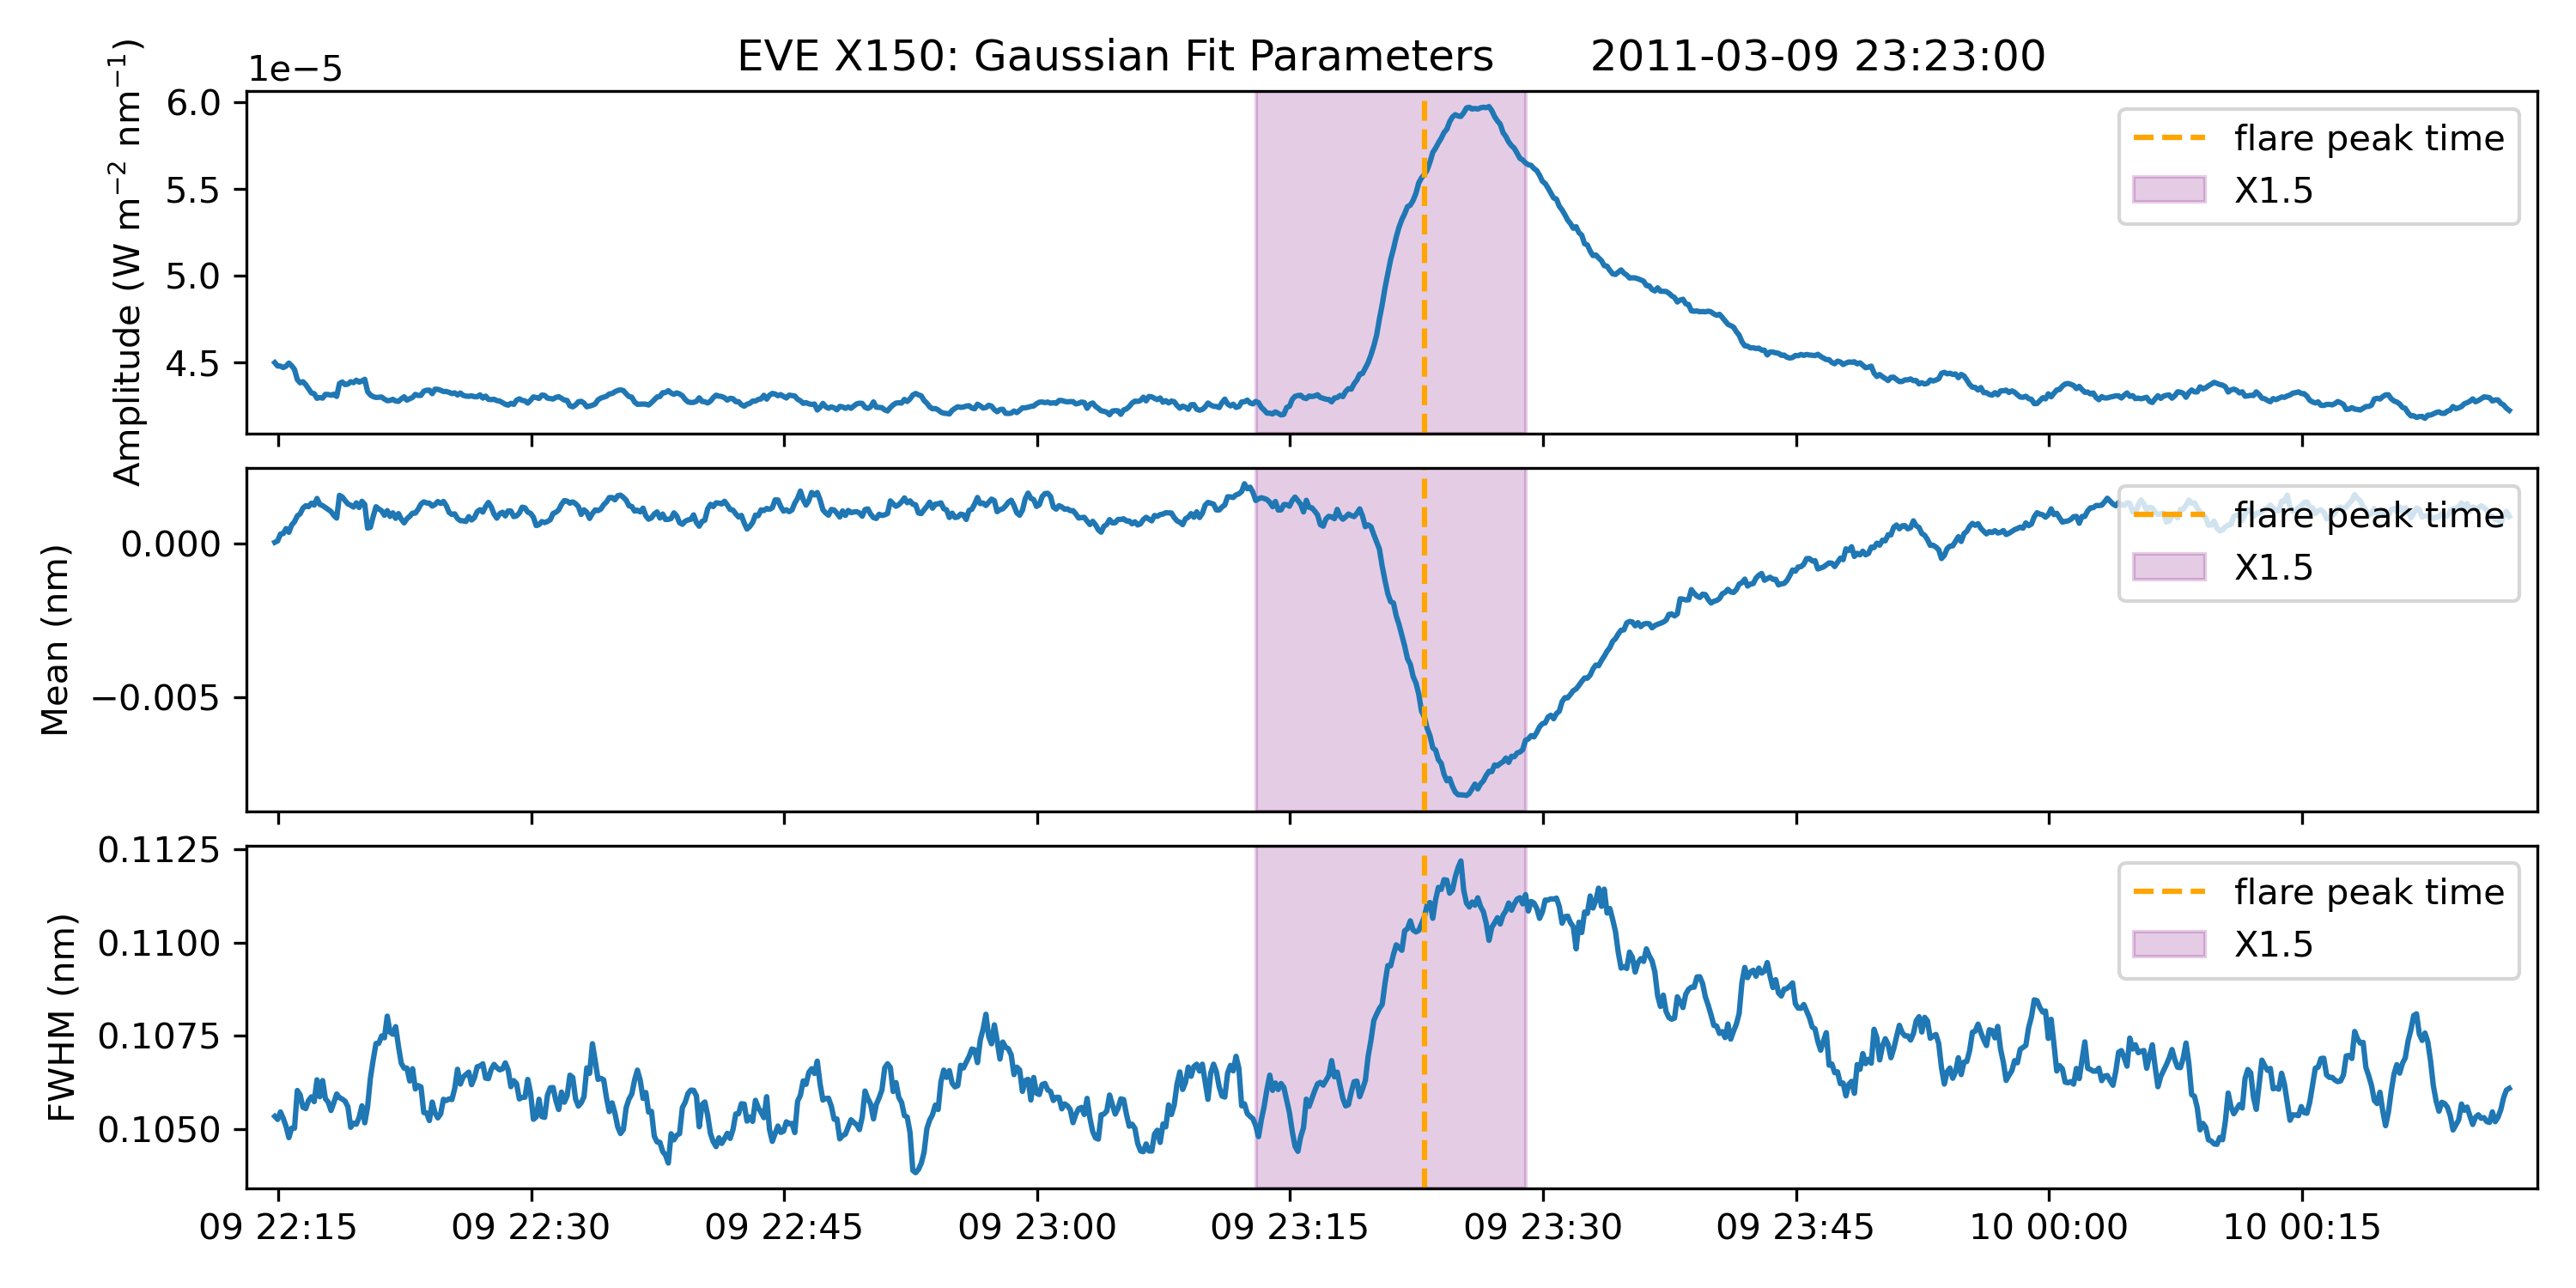 EVE X150: Gaussian Fit Parameters 2011-03-09 23:23:00
1e−5
Amplitude (W m⁻² nm⁻¹)
6.0
5.5
5.0
4.5
flare peak time
X1.5
Mean (nm)
0.000
−0.005
flare peak time
X1.5
FWHM (nm)
0.1125
0.1100
0.1075
0.1050
flare peak time
X1.5
09 22:15 09 22:30 09 22:45 09 23:00 09 23:15 09 23:30 09 23:45 10 00:00 10 00:15